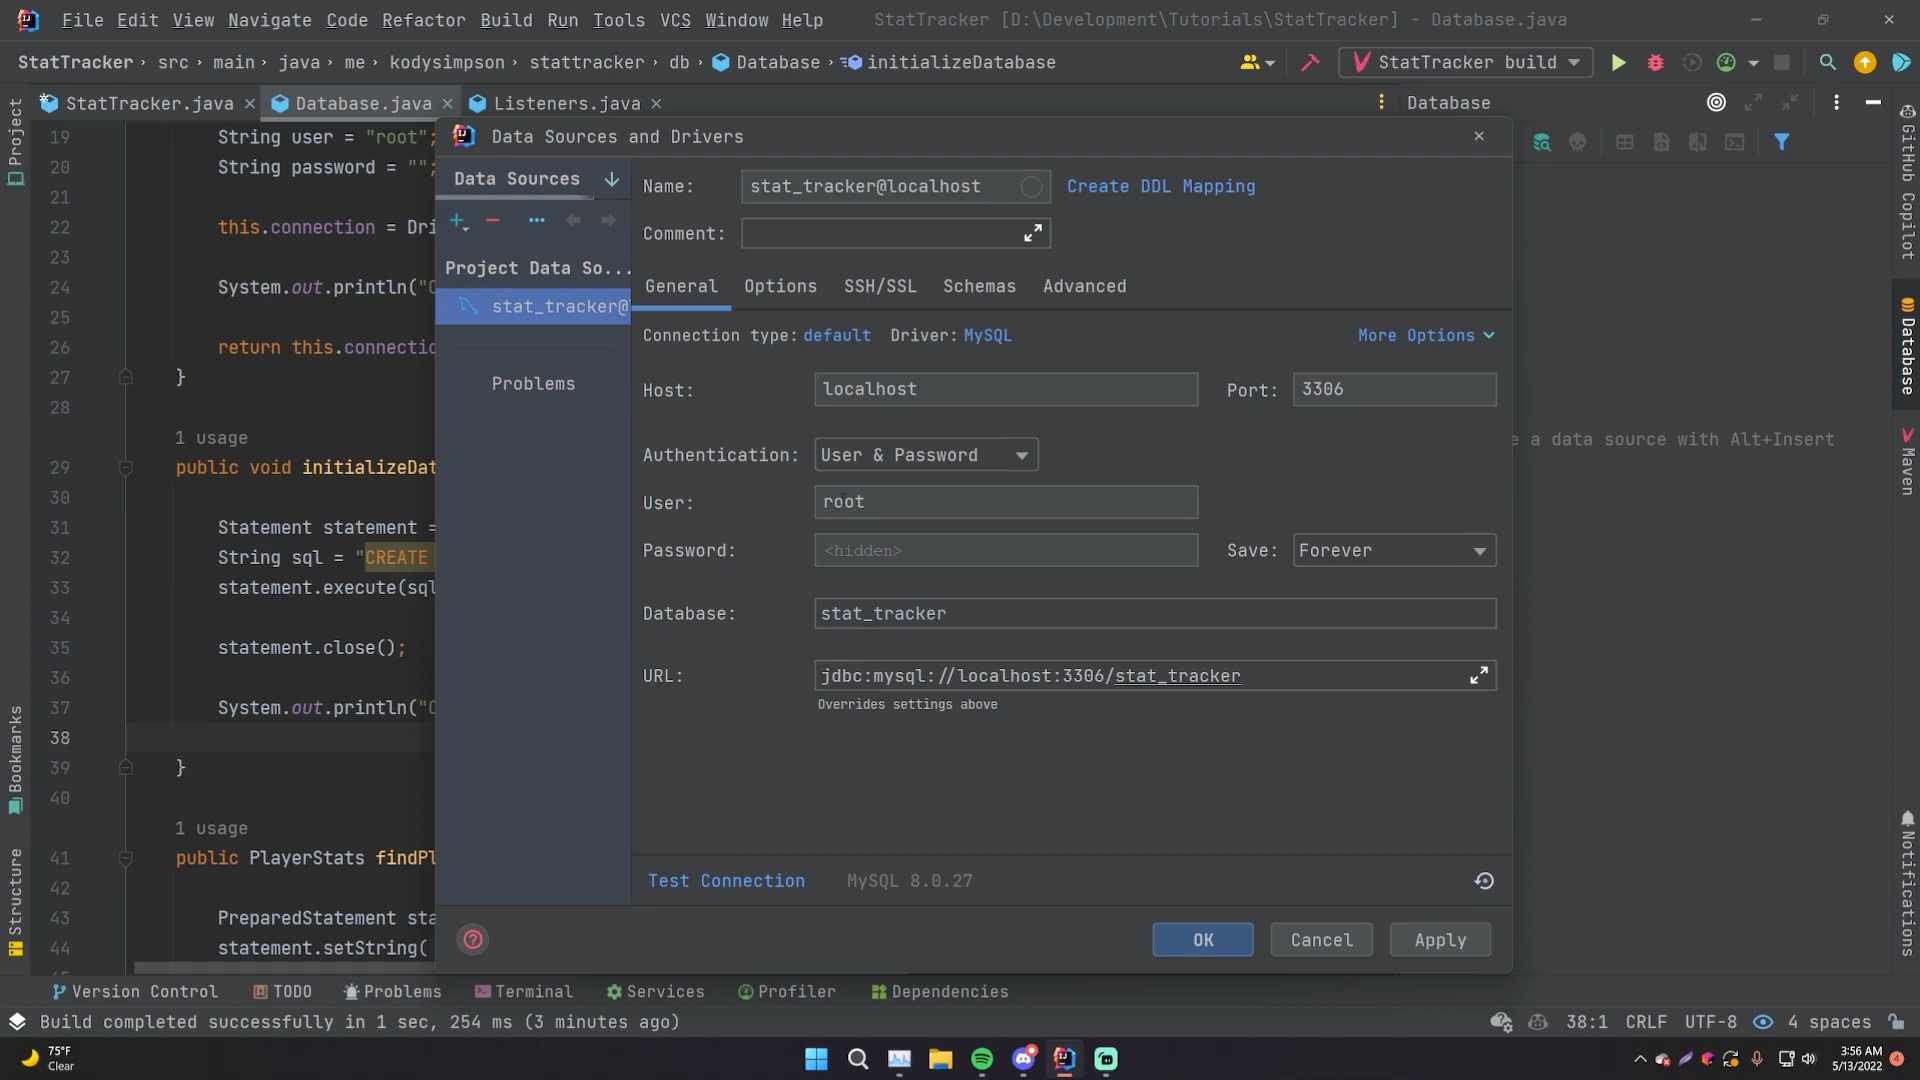 File Edit View Navigate Code Refactor Build Run Tools VCS Window Help StatTracker [D:\Development\Tutorials\StatTracker] - Database.java
StatTracker › src › main › java › me › kodysimpson › stattracker › db › Database › initializeDatabase StatTracker build
StatTracker.java Database.java Listeners.java Database
Data Sources and Drivers
19 String user = "root";
20 String password = "";
21
22 this.connection = Dri
23
24 System.out.println("C
25
26 return this.connectio
27 }
28
1 usage
29 public void initializeDat
30
31 Statement statement =
32 String sql = "CREATE
33 statement.execute(sql
34
35 statement.close();
36
37 System.out.println("C
38
39 }
40
1 usage
41 public PlayerStats findPl
42
43 PreparedStatement sta
44 statement.setString(
Data Sources
Project Data So...
stat_tracker@
Problems
Name: stat_tracker@localhost Create DDL Mapping
Comment:
General Options SSH/SSL Schemas Advanced
Connection type: default Driver: MySQL More Options
Host: localhost Port: 3306
Authentication: User & Password
User: root
Password: <hidden> Save: Forever
Database: stat_tracker
URL: jdbc:mysql://localhost:3306/stat_tracker
Overrides settings above
Test Connection MySQL 8.0.27
OK Cancel Apply
e a data source with Alt+Insert
Project
Bookmarks
Structure
GitHub Copilot
Database
Maven
Notifications
Version Control TODO Problems Terminal Services Profiler Dependencies
Build completed successfully in 1 sec, 254 ms (3 minutes ago) 38:1 CRLF UTF-8 4 spaces
75°F
Clear
3:56 AM
5/13/2022
4